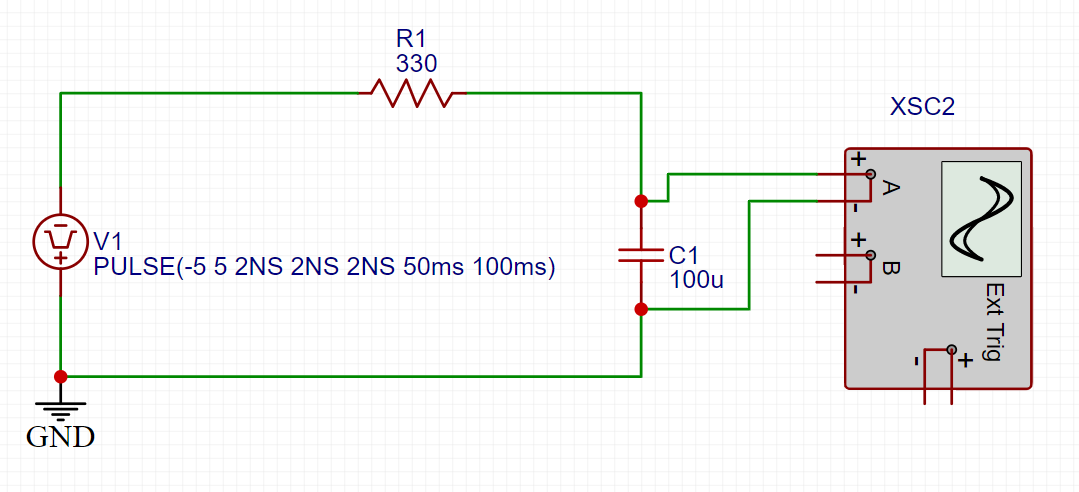 R1
330
XSC2
+
A
-
V1
PULSE(-5 5 2NS 2NS 2NS 50ms 100ms)
+
B
-
C1
100u
Ext Trig
-
+
GND